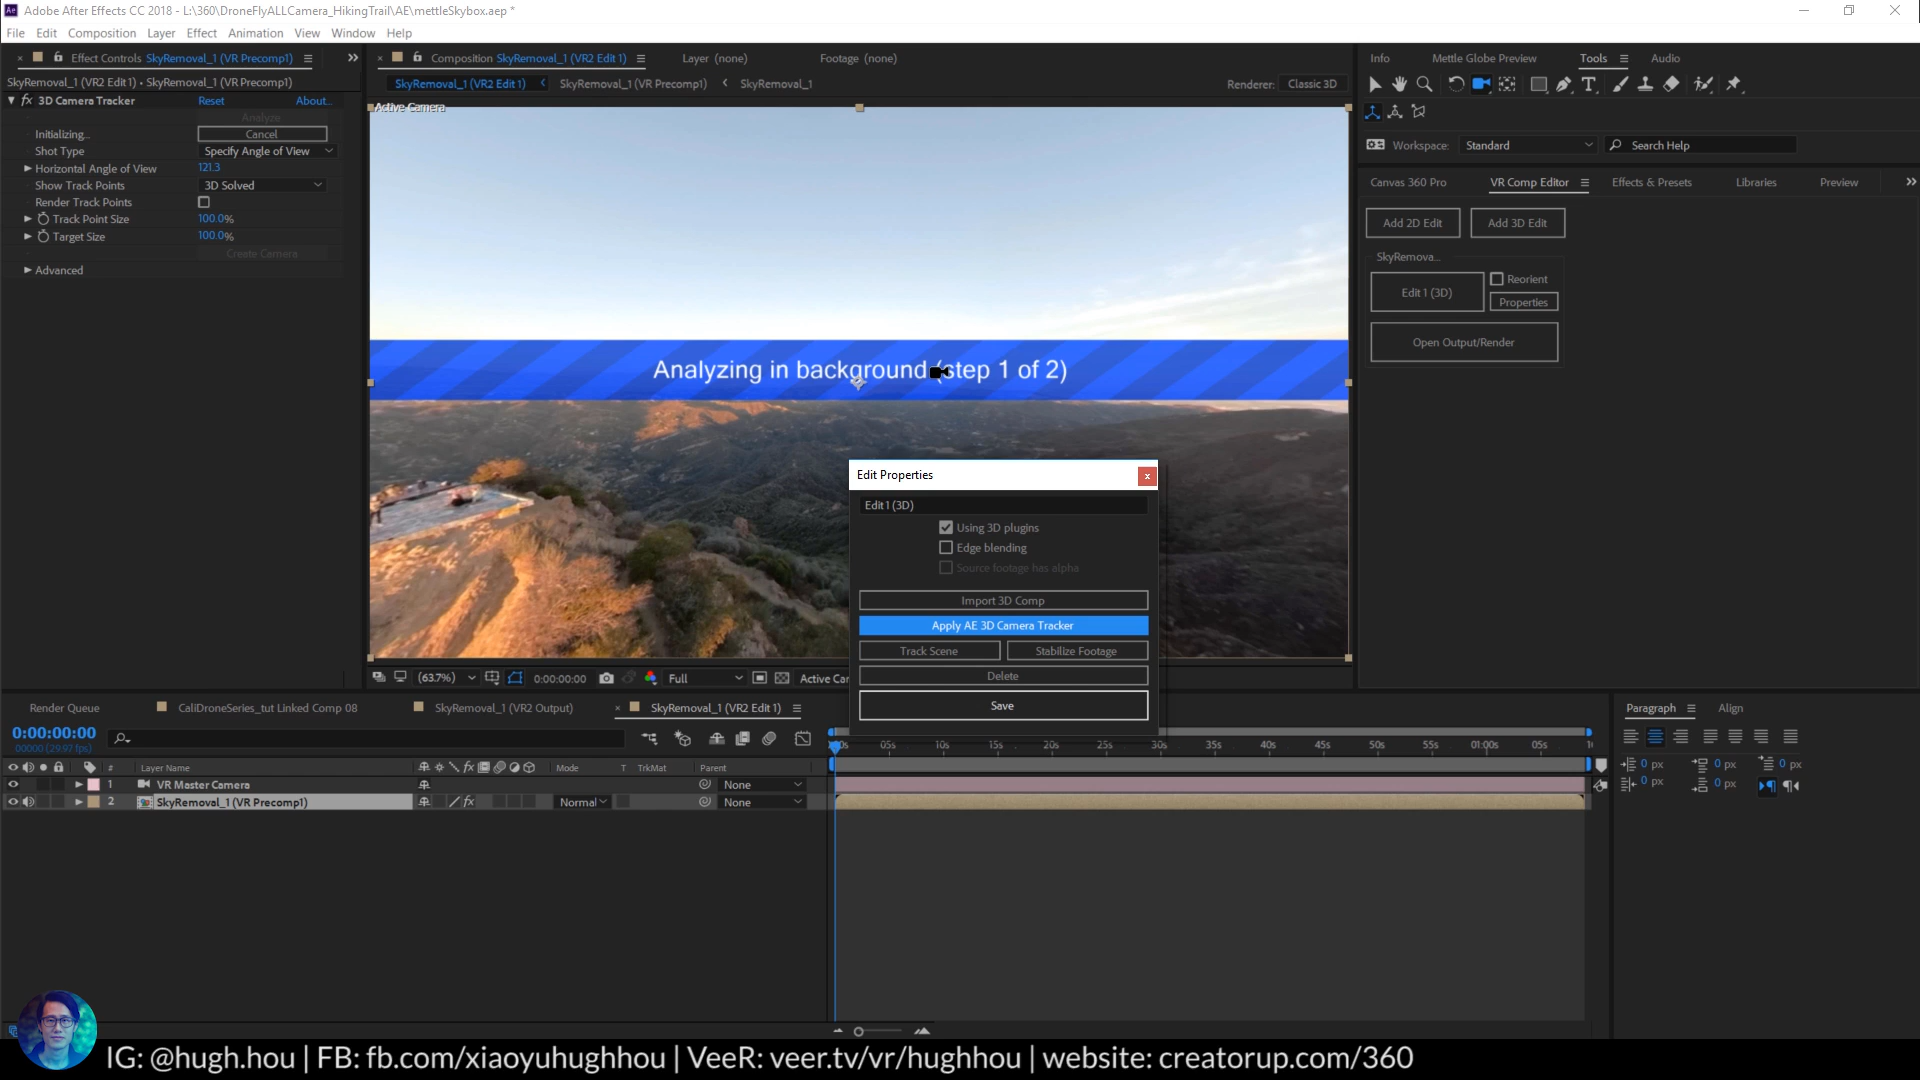 Adobe After Effects CC 2018 - L:\360\DroneFlyALLCamera_HikingTrail\AE\mettleSkybox.aep *
File Edit Composition Layer Effect Animation View Window Help
Effect Controls SkyRemoval_1 (VR Precomp1)
SkyRemoval_1 (VR2 Edit 1) • SkyRemoval_1 (VR Precomp1)
fx 3D Camera Tracker Reset About...
Analyze
Initializing... Cancel
Shot Type Specify Angle of View
Horizontal Angle of View 121.3
Show Track Points 3D Solved
Render Track Points
Track Point Size 100.0%
Target Size 100.0%
Create Camera
Advanced
Composition SkyRemoval_1 (VR2 Edit 1) Layer (none) Footage (none)
SkyRemoval_1 (VR2 Edit 1) SkyRemoval_1 (VR Precomp1) SkyRemoval_1 Renderer: Classic 3D
Active Camera
Analyzing in background (step 1 of 2)
Edit Properties
Edit 1 (3D)
Using 3D plugins
Edge blending
Source footage has alpha
Import 3D Comp
Apply AE 3D Camera Tracker
Track Scene Stabilize Footage
Delete
Save
(63.7%) 0:00:00:00 Full Active Car
Info Mettle Globe Preview Tools Audio
Workspace: Standard Search Help
Canvas 360 Pro VR Comp Editor Effects & Presets Libraries Preview
Add 2D Edit Add 3D Edit
SkyRemova...
Edit 1 (3D) Reorient
Properties
Open Output/Render
Render Queue CaliDroneSeries_tut Linked Comp 08 SkyRemoval_1 (VR2 Output) SkyRemoval_1 (VR2 Edit 1)
0:00:00:00
00000 (29.97 fps)
05s 10s 15s 20s 25s 30s 35s 40s 45s 50s 55s 01:00s 05s
# Layer Name Mode T TrkMat Parent
1 VR Master Camera None
2 SkyRemoval_1 (VR Precomp1) fx Normal None
Paragraph Align
0 px 0 px 0 px
0 px 0 px
IG: @hugh.hou | FB: fb.com/xiaoyuhughhou | VeeR: veer.tv/vr/hughhou | website: creatorup.com/360